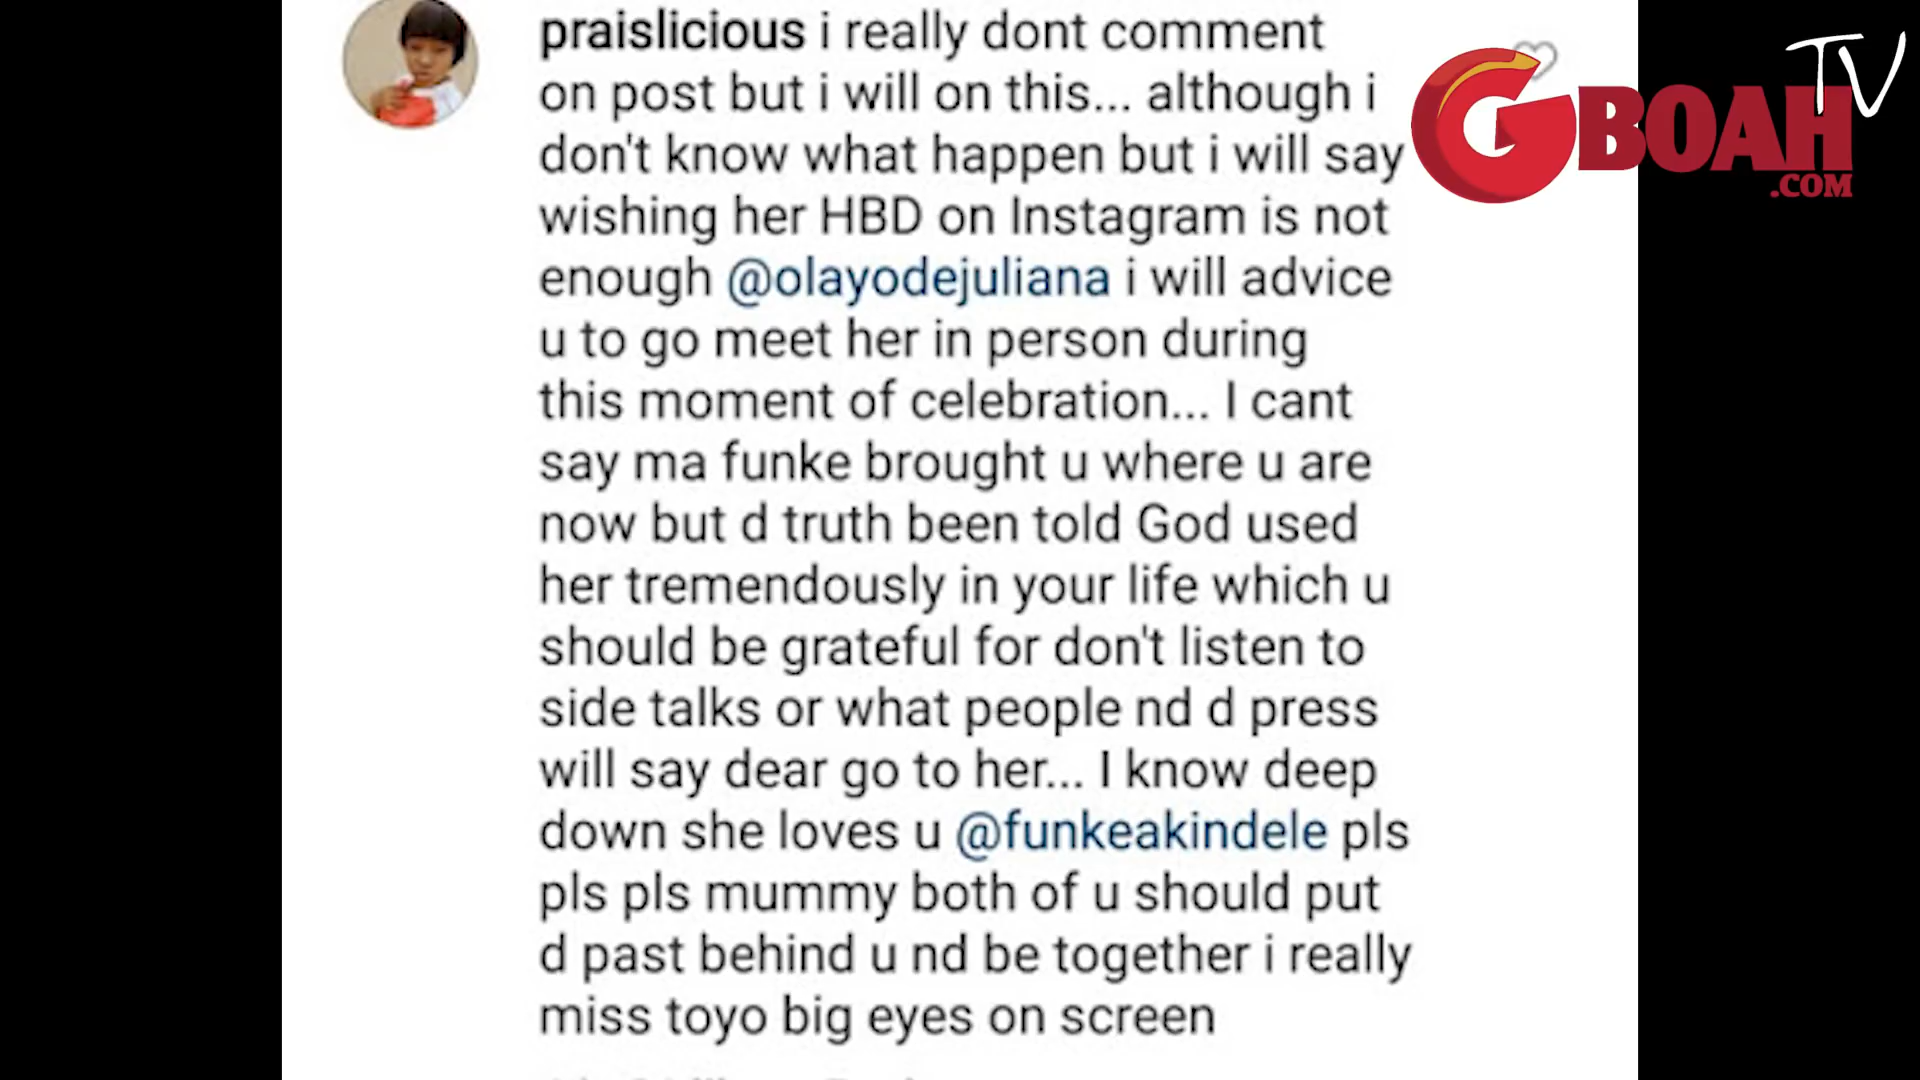 praislicious i really dont comment
on post but i will on this... although i
don't know what happen but i will say
wishing her HBD on Instagram is not
enough @olayodejuliana i will advice
u to go meet her in person during
this moment of celebration... I cant
say ma funke brought u where u are
now but d truth been told God used
her tremendously in your life which u
should be grateful for don't listen to
side talks or what people nd d press
will say dear go to her... I know deep
down she loves u @funkeakindele pls
pls pls mummy both of u should put
d past behind u nd be together i really
miss toyo big eyes on screen
GBOAH TV
.COM